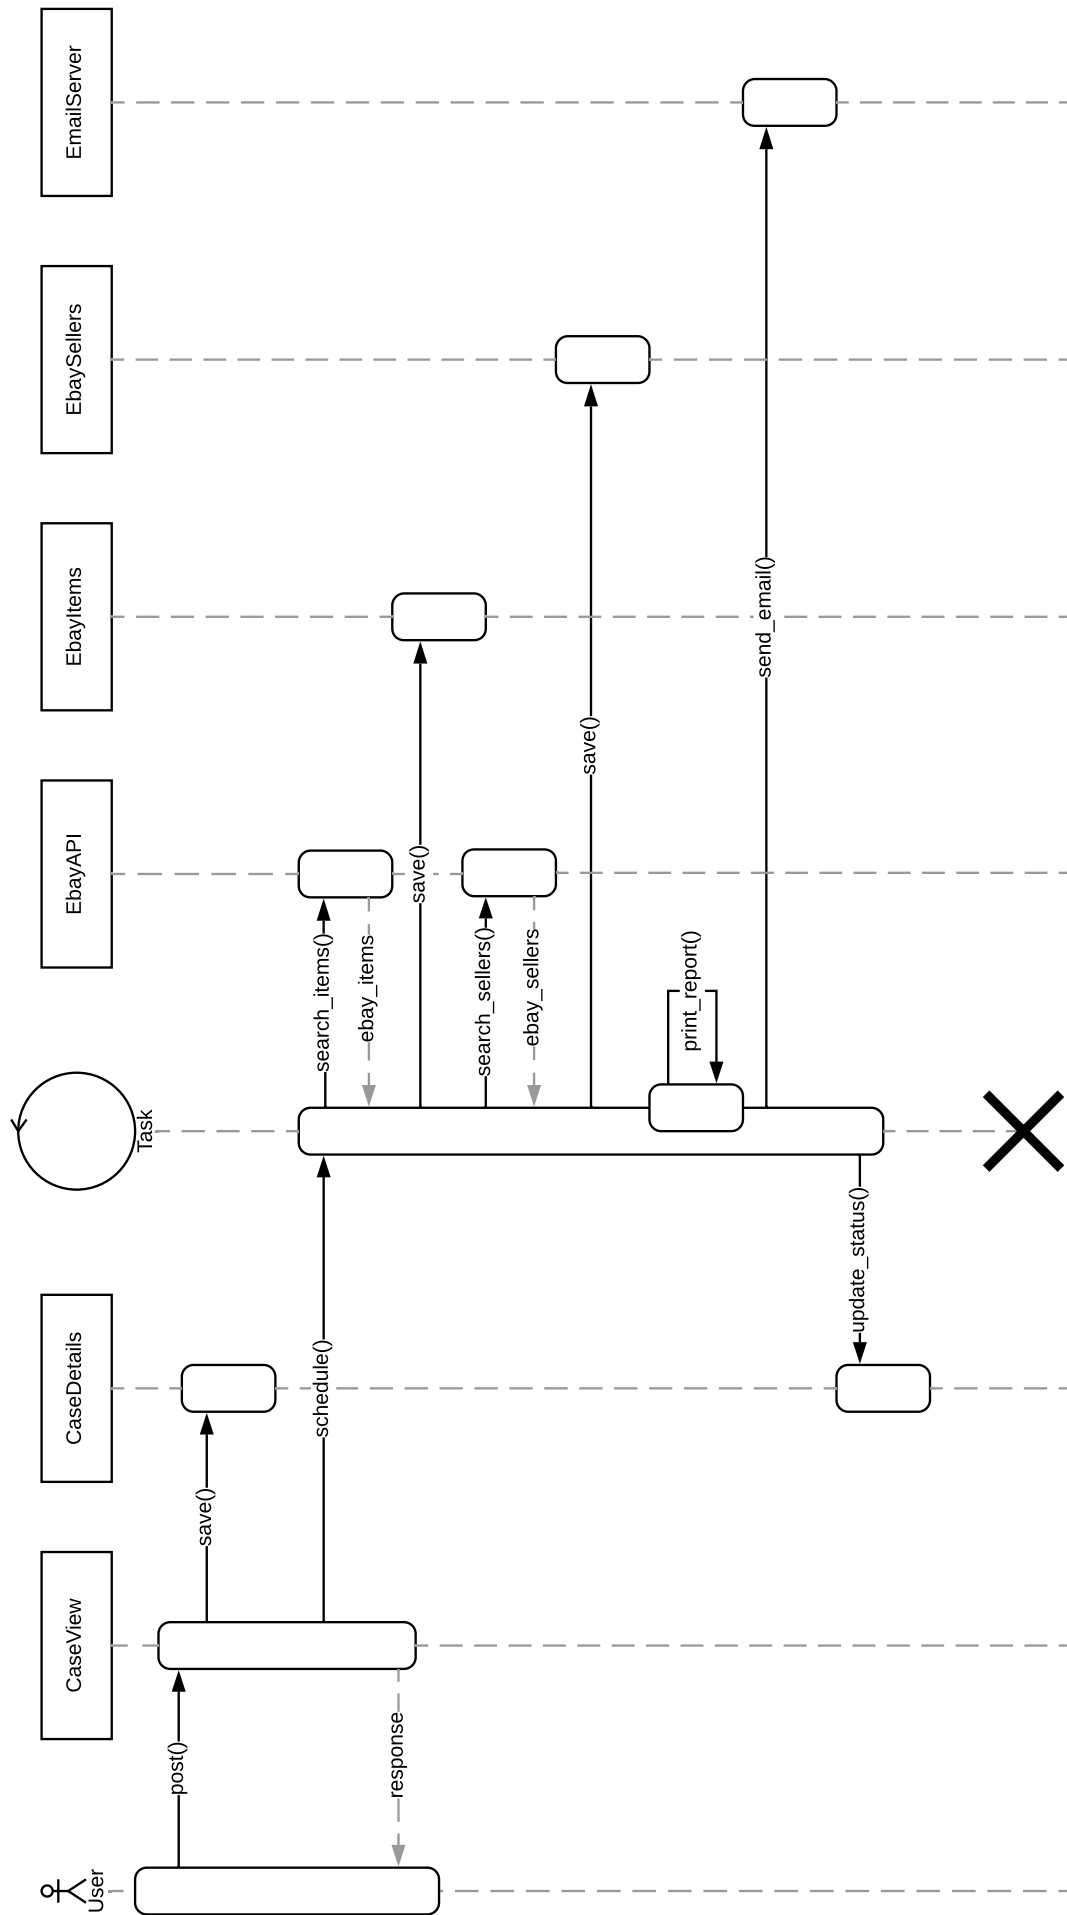 User
CaseView
CaseDetails
Task
EbayAPI
EbayItems
EbaySellers
EmailServer
post()
save()
schedule()
search_items()
ebay_items
response
save()
search_sellers()
ebay_sellers
save()
print_report()
send_email()
update_status()